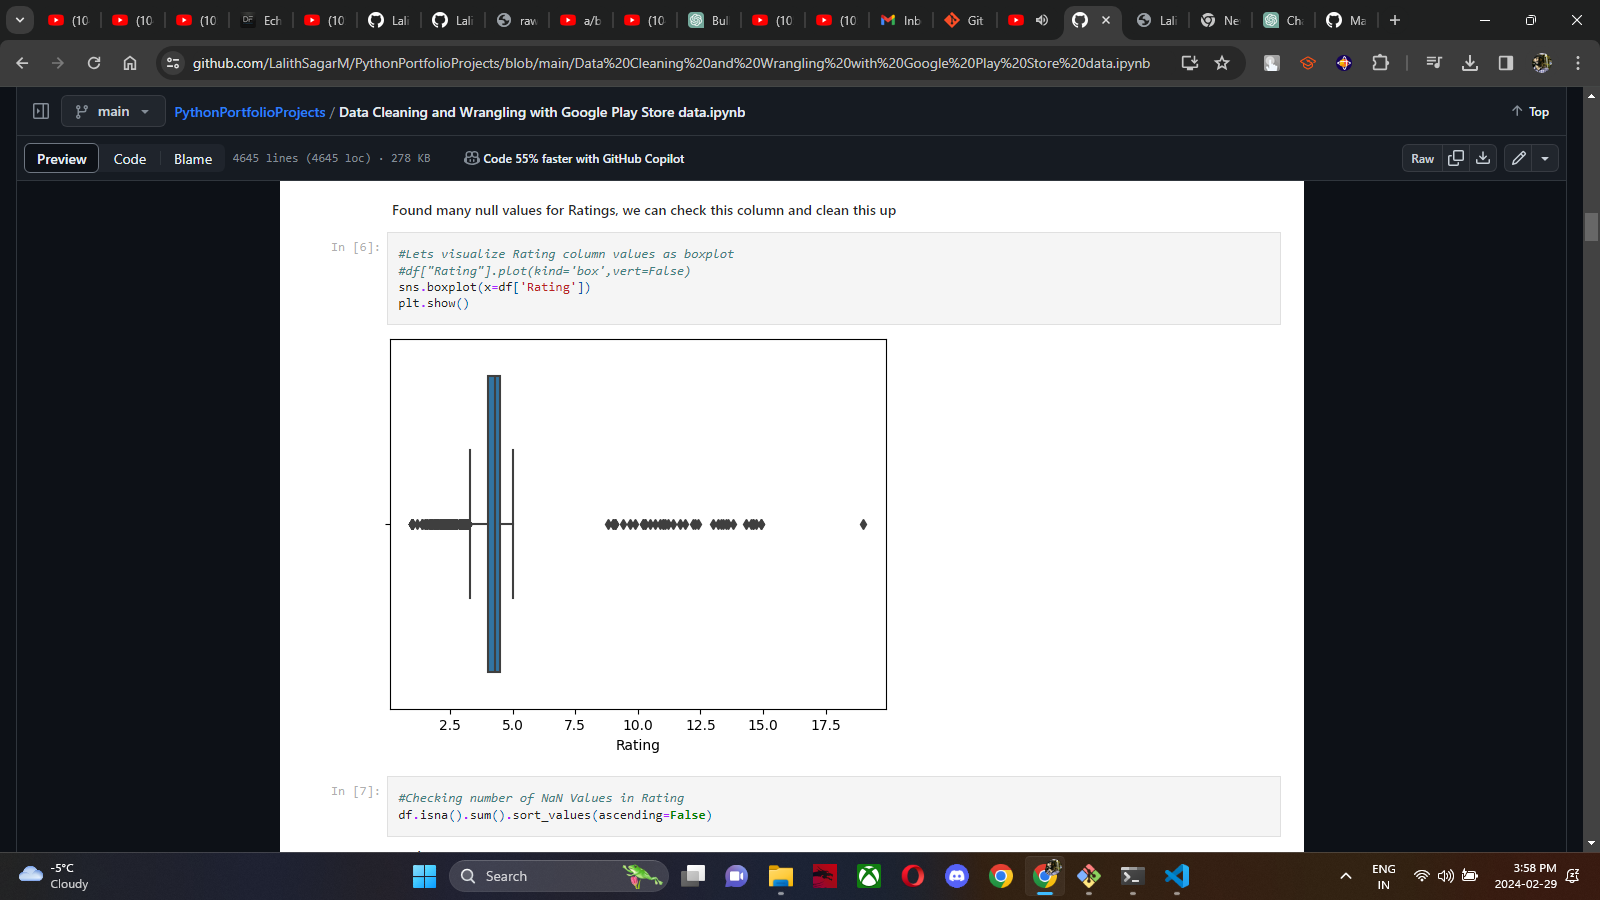 (10
(10
(10
Ech
(10
Lali
Lali
raw
a/b
(10
Bul
(10
(10
Inb
Git
Lali
Ne
Ch
Ma
github.com/LalithSagarM/PythonPortfolioProjects/blob/main/Data%20Cleaning%20and%20Wrangling%20with%20Google%20Play%20Store%20data.ipynb
main
PythonPortfolioProjects / Data Cleaning and Wrangling with Google Play Store data.ipynb
Top
Preview
Code
Blame
4645 lines (4645 loc) · 278 KB
Code 55% faster with GitHub Copilot
Raw
Found many null values for Ratings, we can check this column and clean this up
In [6]:
#Lets visualize Rating column values as boxplot
#df["Rating"].plot(kind='box',vert=False)
sns.boxplot(x=df['Rating'])
plt.show()
2.5 5.0 7.5 10.0 12.5 15.0 17.5
Rating
In [7]:
#Checking number of NaN Values in Rating
df.isna().sum().sort_values(ascending=False)
-5°C
Cloudy
Search
ENG
IN
3:58 PM
2024-02-29